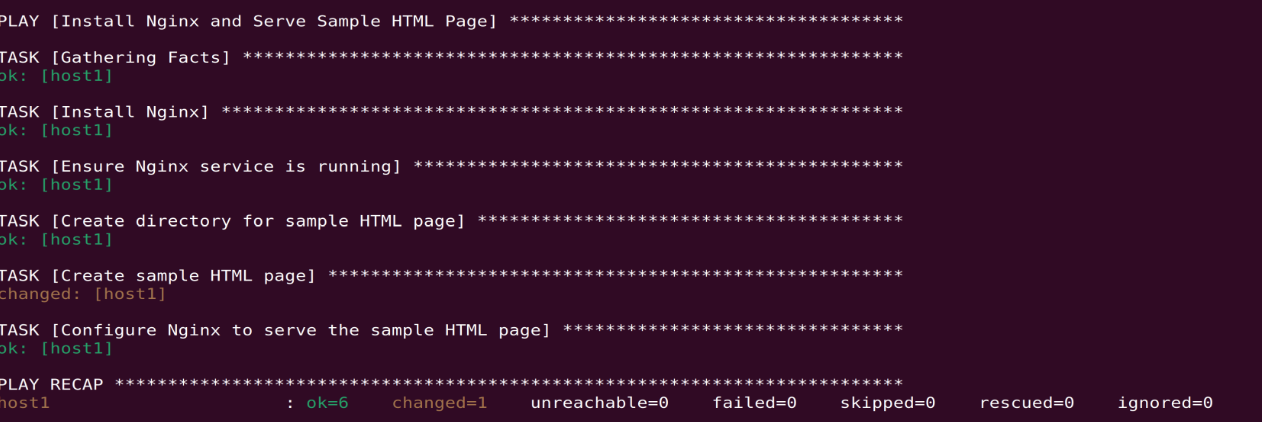 PLAY [Install Nginx and Serve Sample HTML Page] *************************************
TASK [Gathering Facts] **************************************************************
ok: [host1]
TASK [Install Nginx] ****************************************************************
ok: [host1]
TASK [Ensure Nginx service is running] **********************************************
ok: [host1]
TASK [Create directory for sample HTML page] ****************************************
ok: [host1]
TASK [Create sample HTML page] ******************************************************
changed: [host1]
TASK [Configure Nginx to serve the sample HTML page] ********************************
ok: [host1]
PLAY RECAP **************************************************************************
host1 : ok=6 changed=1 unreachable=0 failed=0 skipped=0 rescued=0 ignored=0